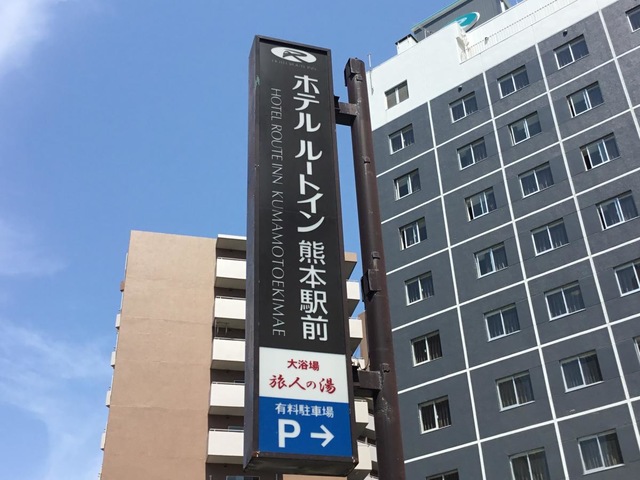 ホテル ルートイン 熊本駅前
HOTEL ROUTE INN KUMAMOTOEKIMAE
大浴場
旅人の湯
有料駐車場
P→